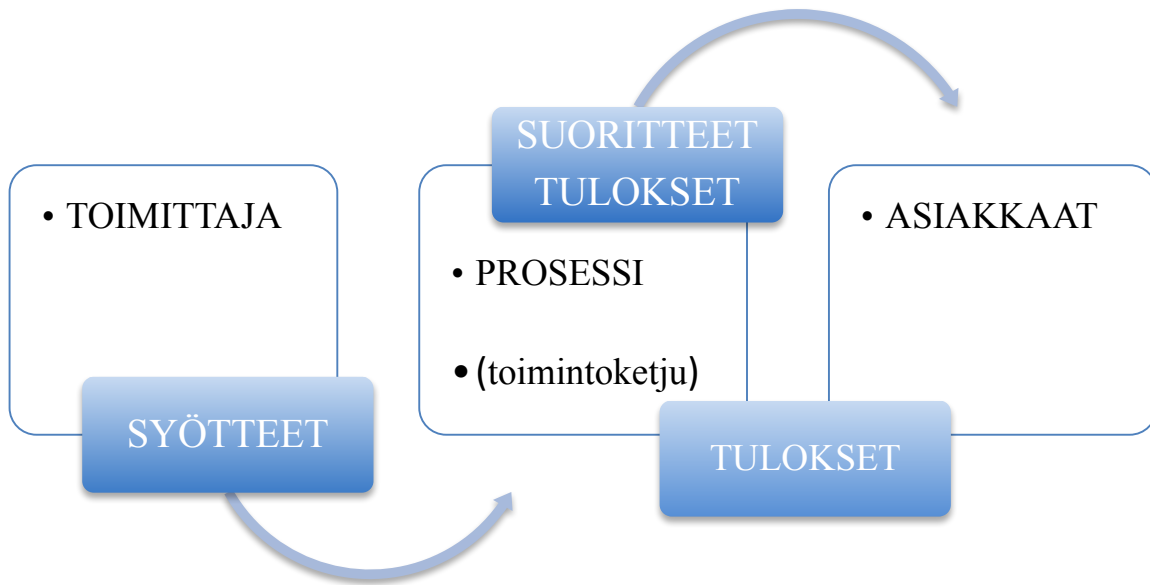 • TOIMITTAJA
SYÖTTEET
SUORITTEET
TULOKSET
• PROSESSI
• (toimintoketju)
• ASIAKKAAT
TULOKSET